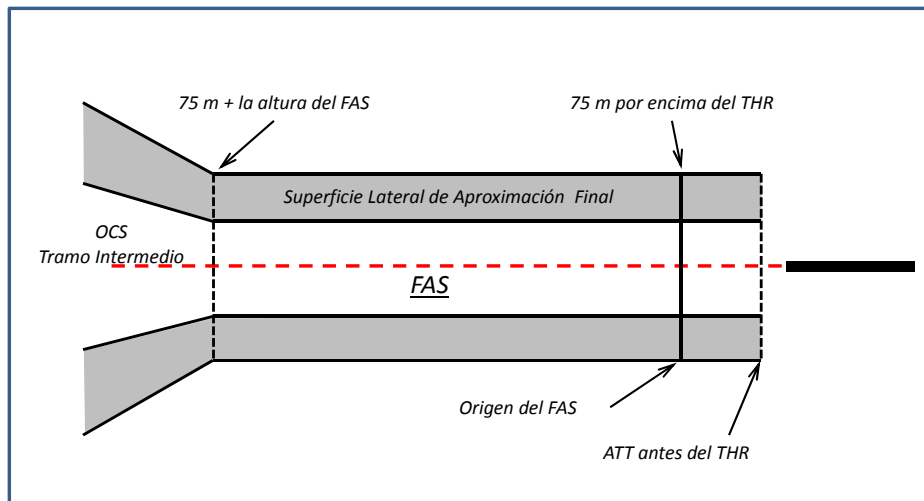 75 m + la altura del FAS
75 m por encima del THR
Superficie Lateral de Aproximación Final
OCS
Tramo Intermedio
FAS
Origen del FAS
ATT antes del THR